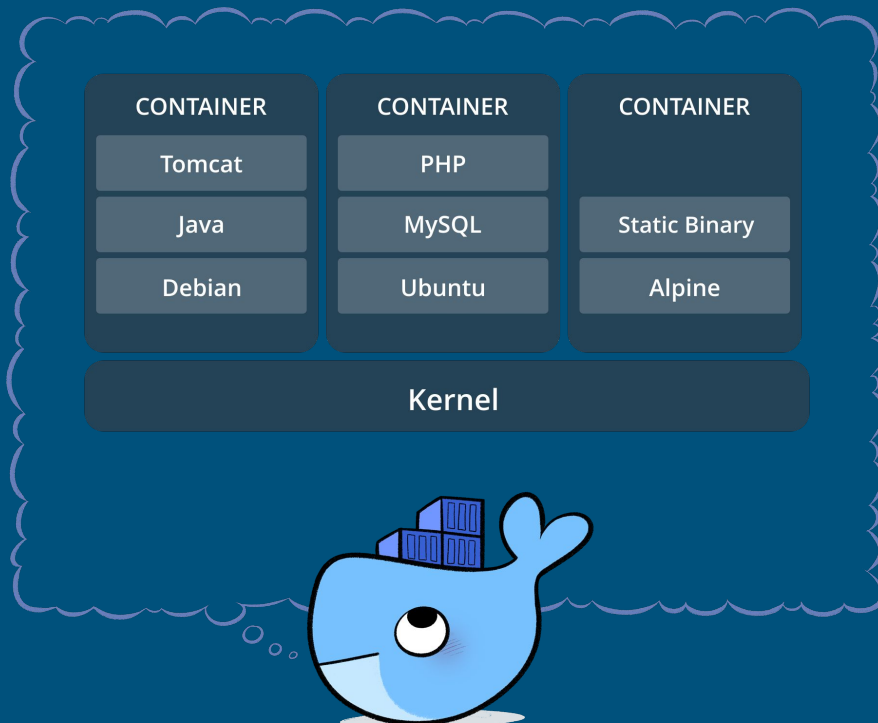 CONTAINER
Tomcat
Java
Debian
CONTAINER
PHP
MySQL
Ubuntu
CONTAINER
Static Binary
Alpine
Kernel